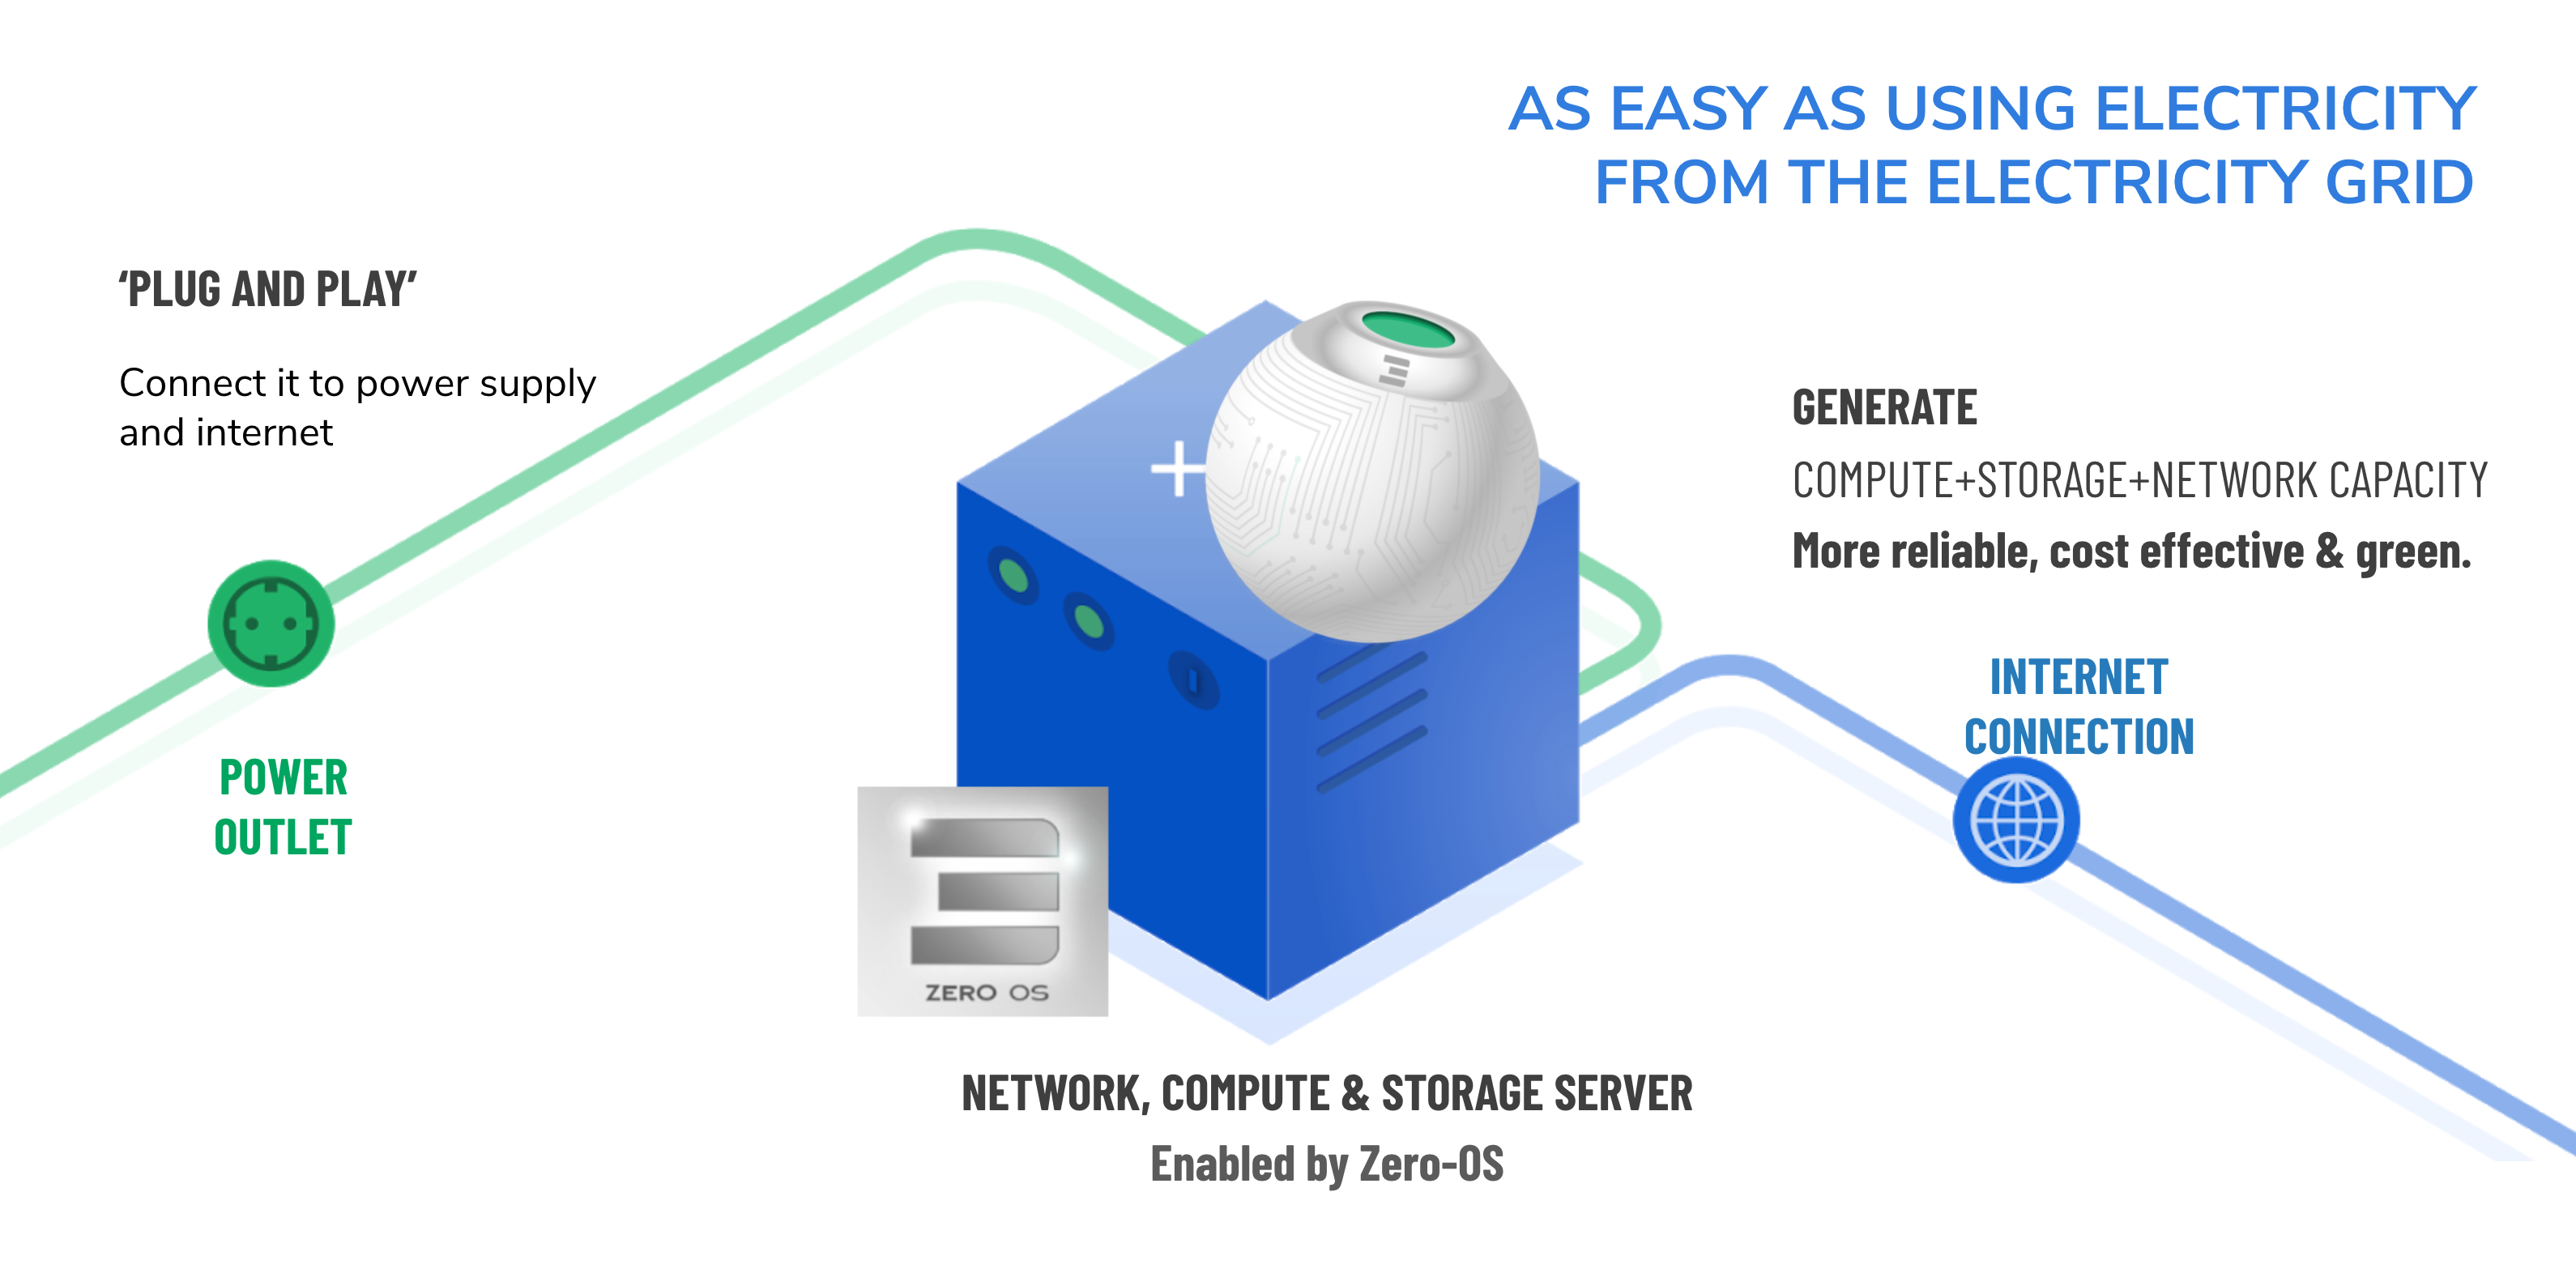 AS EASY AS USING ELECTRICITY
FROM THE ELECTRICITY GRID
‘PLUG AND PLAY’
Connect it to power supply
and internet
GENERATE
COMPUTE+STORAGE+NETWORK CAPACITY
More reliable, cost effective & green.
INTERNET
CONNECTION
POWER
OUTLET
ZERO OS
NETWORK, COMPUTE & STORAGE SERVER
Enabled by Zero-OS